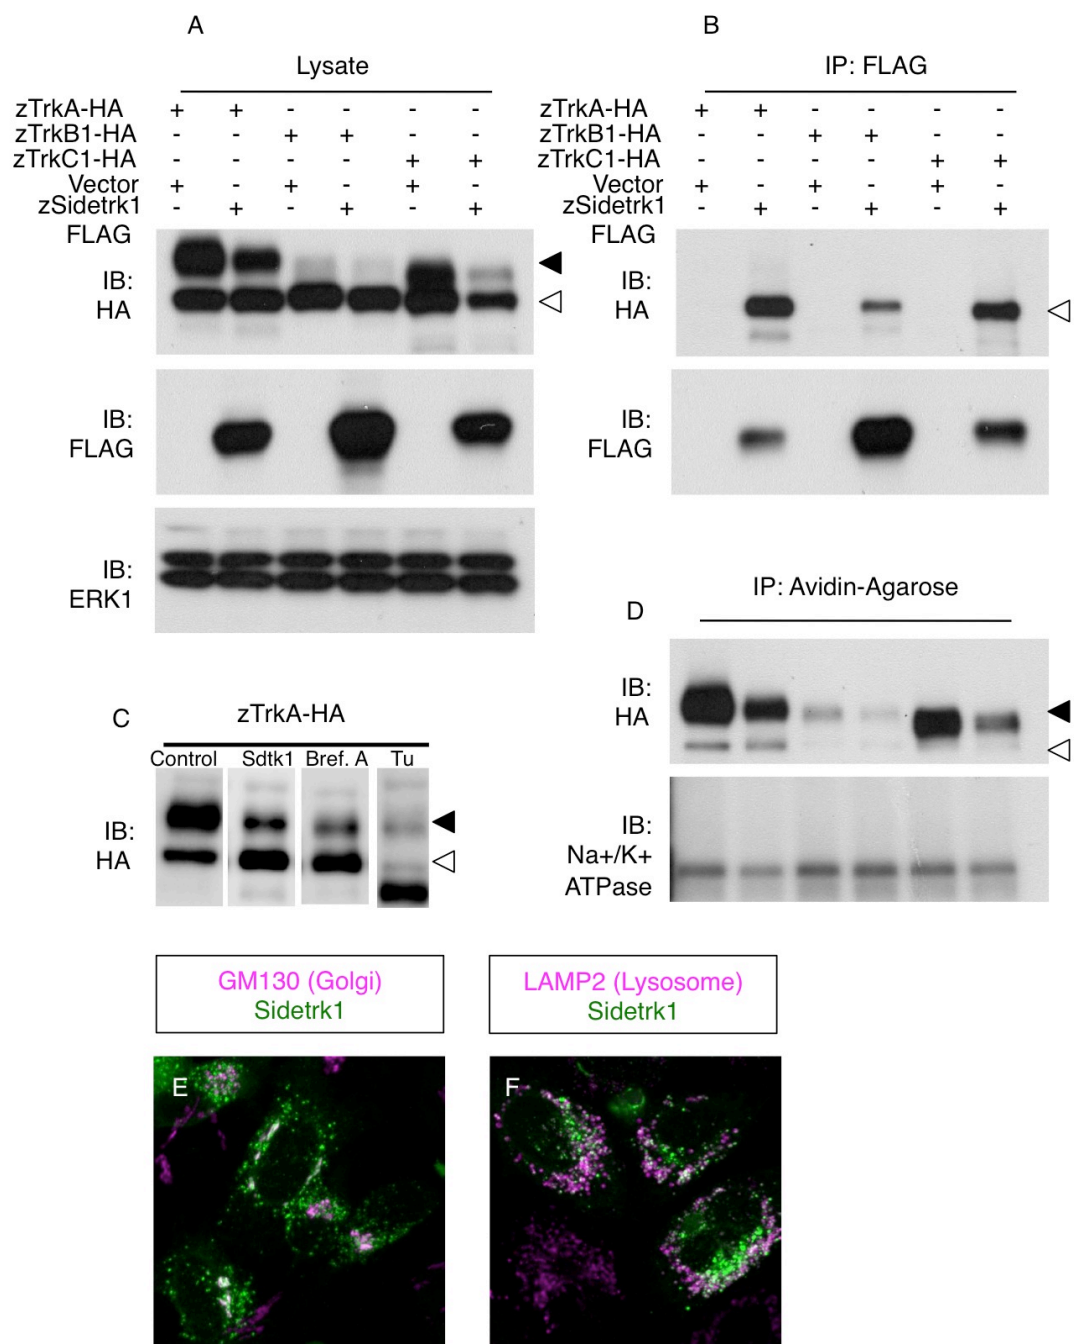 A
Lysate
zTrkA-HA + + - - - -
zTrkB1-HA - - + + - -
zTrkC1-HA - - - - + +
Vector + - + - + -
zSidetrk1 - + - + - +
FLAG
IB:
HA
IB:
FLAG
IB:
ERK1
B
IP: FLAG
zTrkA-HA + + - - - -
zTrkB1-HA - - + + - -
zTrkC1-HA - - - - + +
Vector + - + - + -
zSidetrk1 - + - + - +
FLAG
IB:
HA
IB:
FLAG
C
zTrkA-HA
Control Sdtk1 Bref. A Tu
IB:
HA
D
IP: Avidin-Agarose
IB:
HA
IB:
Na+/K+
ATPase
GM130 (Golgi)
Sidetrk1
E
LAMP2 (Lysosome)
Sidetrk1
F